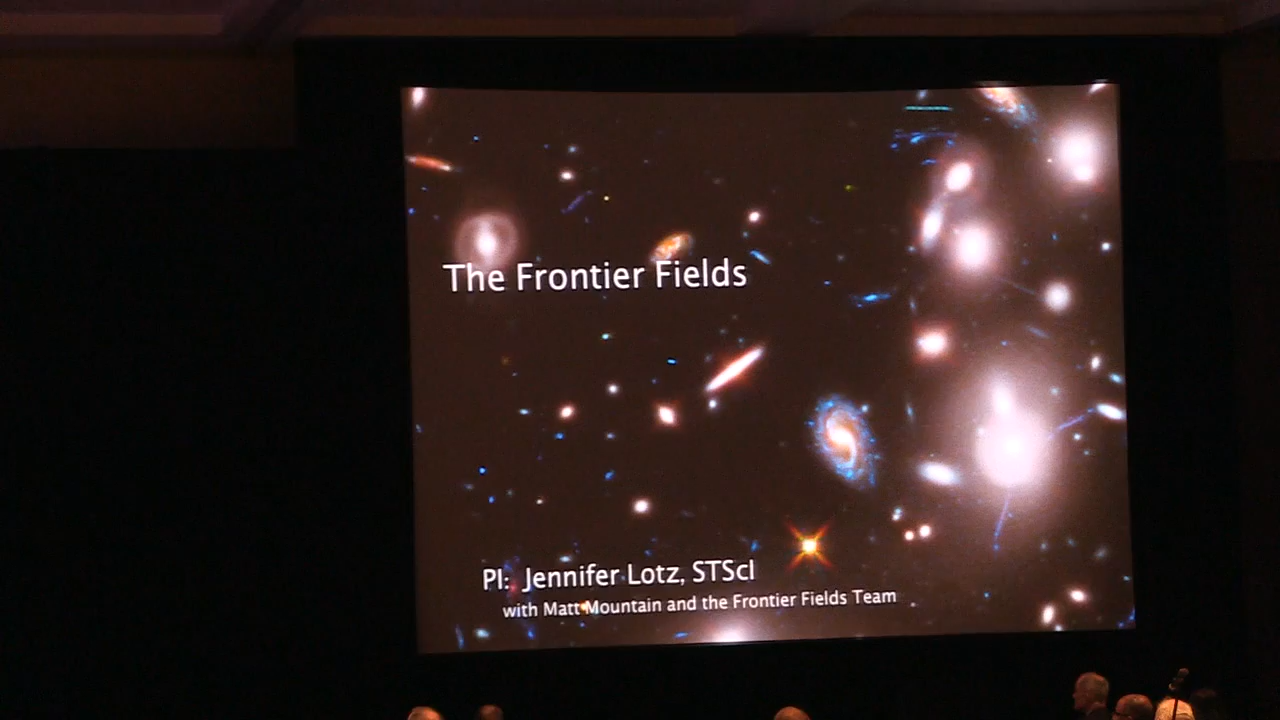 The Frontier Fields
PI: Jennifer Lotz, STScI
with Matt Mountain and the Frontier Fields Team